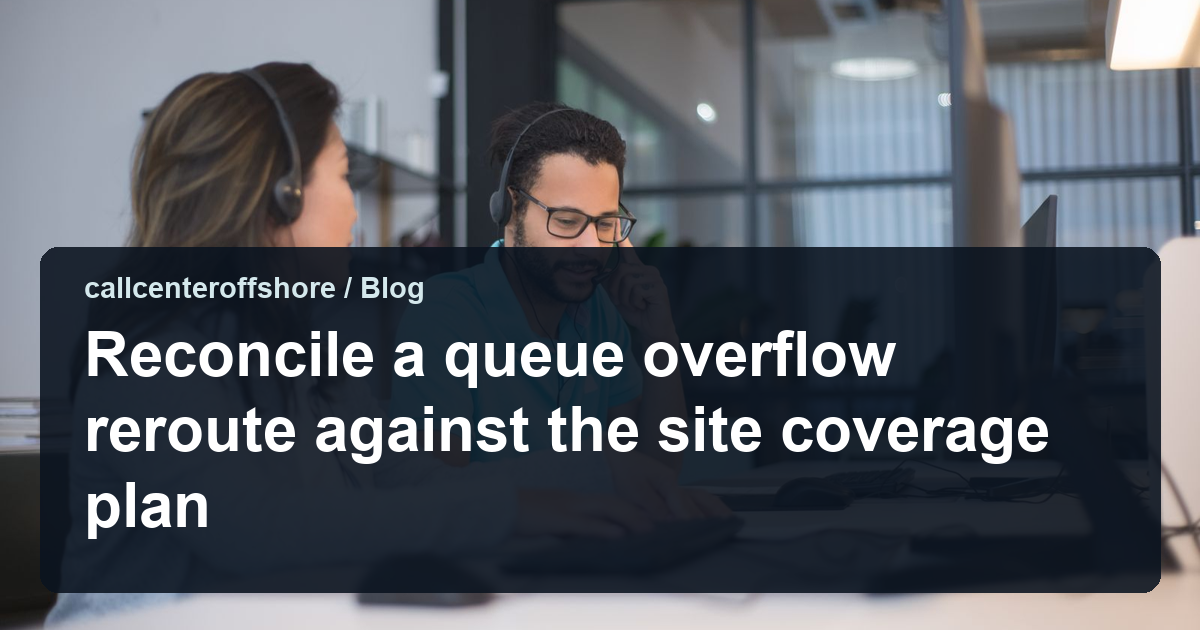 callcenteroffshore / Blog
Reconcile a queue overflow
reroute against the site coverage
plan